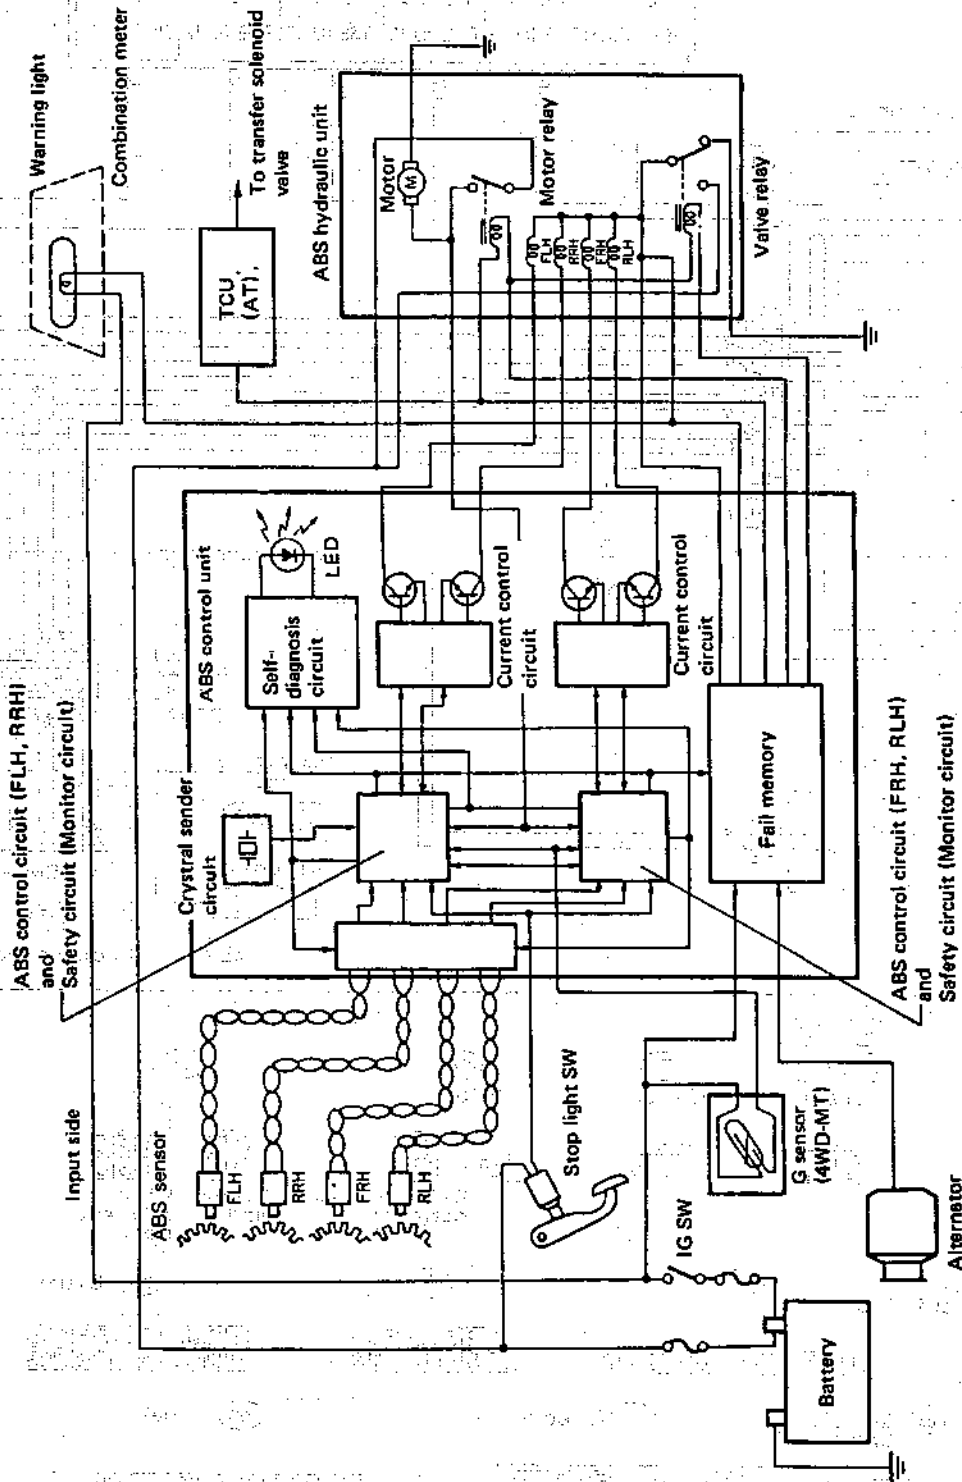 Warning light
Combination meter
To transfer solenoid
valve
TCU
(AT)
ABS hydraulic unit
Motor
M
Motor relay
FLH
RRH
FRH
RLH
Valve relay
ABS control circuit (FLH, RRH)
and
Safety circuit (Monitor circuit)
ABS control unit
LED
Self-
diagnosis
circuit
Crystral sender
circuit
Current control
circuit
Current control
circuit
Fail memory
ABS control circuit (FRH, RLH)
and
Safety circuit (Monitor circuit)
Input side
ABS sensor
FLH
RRH
FRH
RLH
Stop light SW
G sensor
(4WD-MT)
IG SW
Alternator
Battery